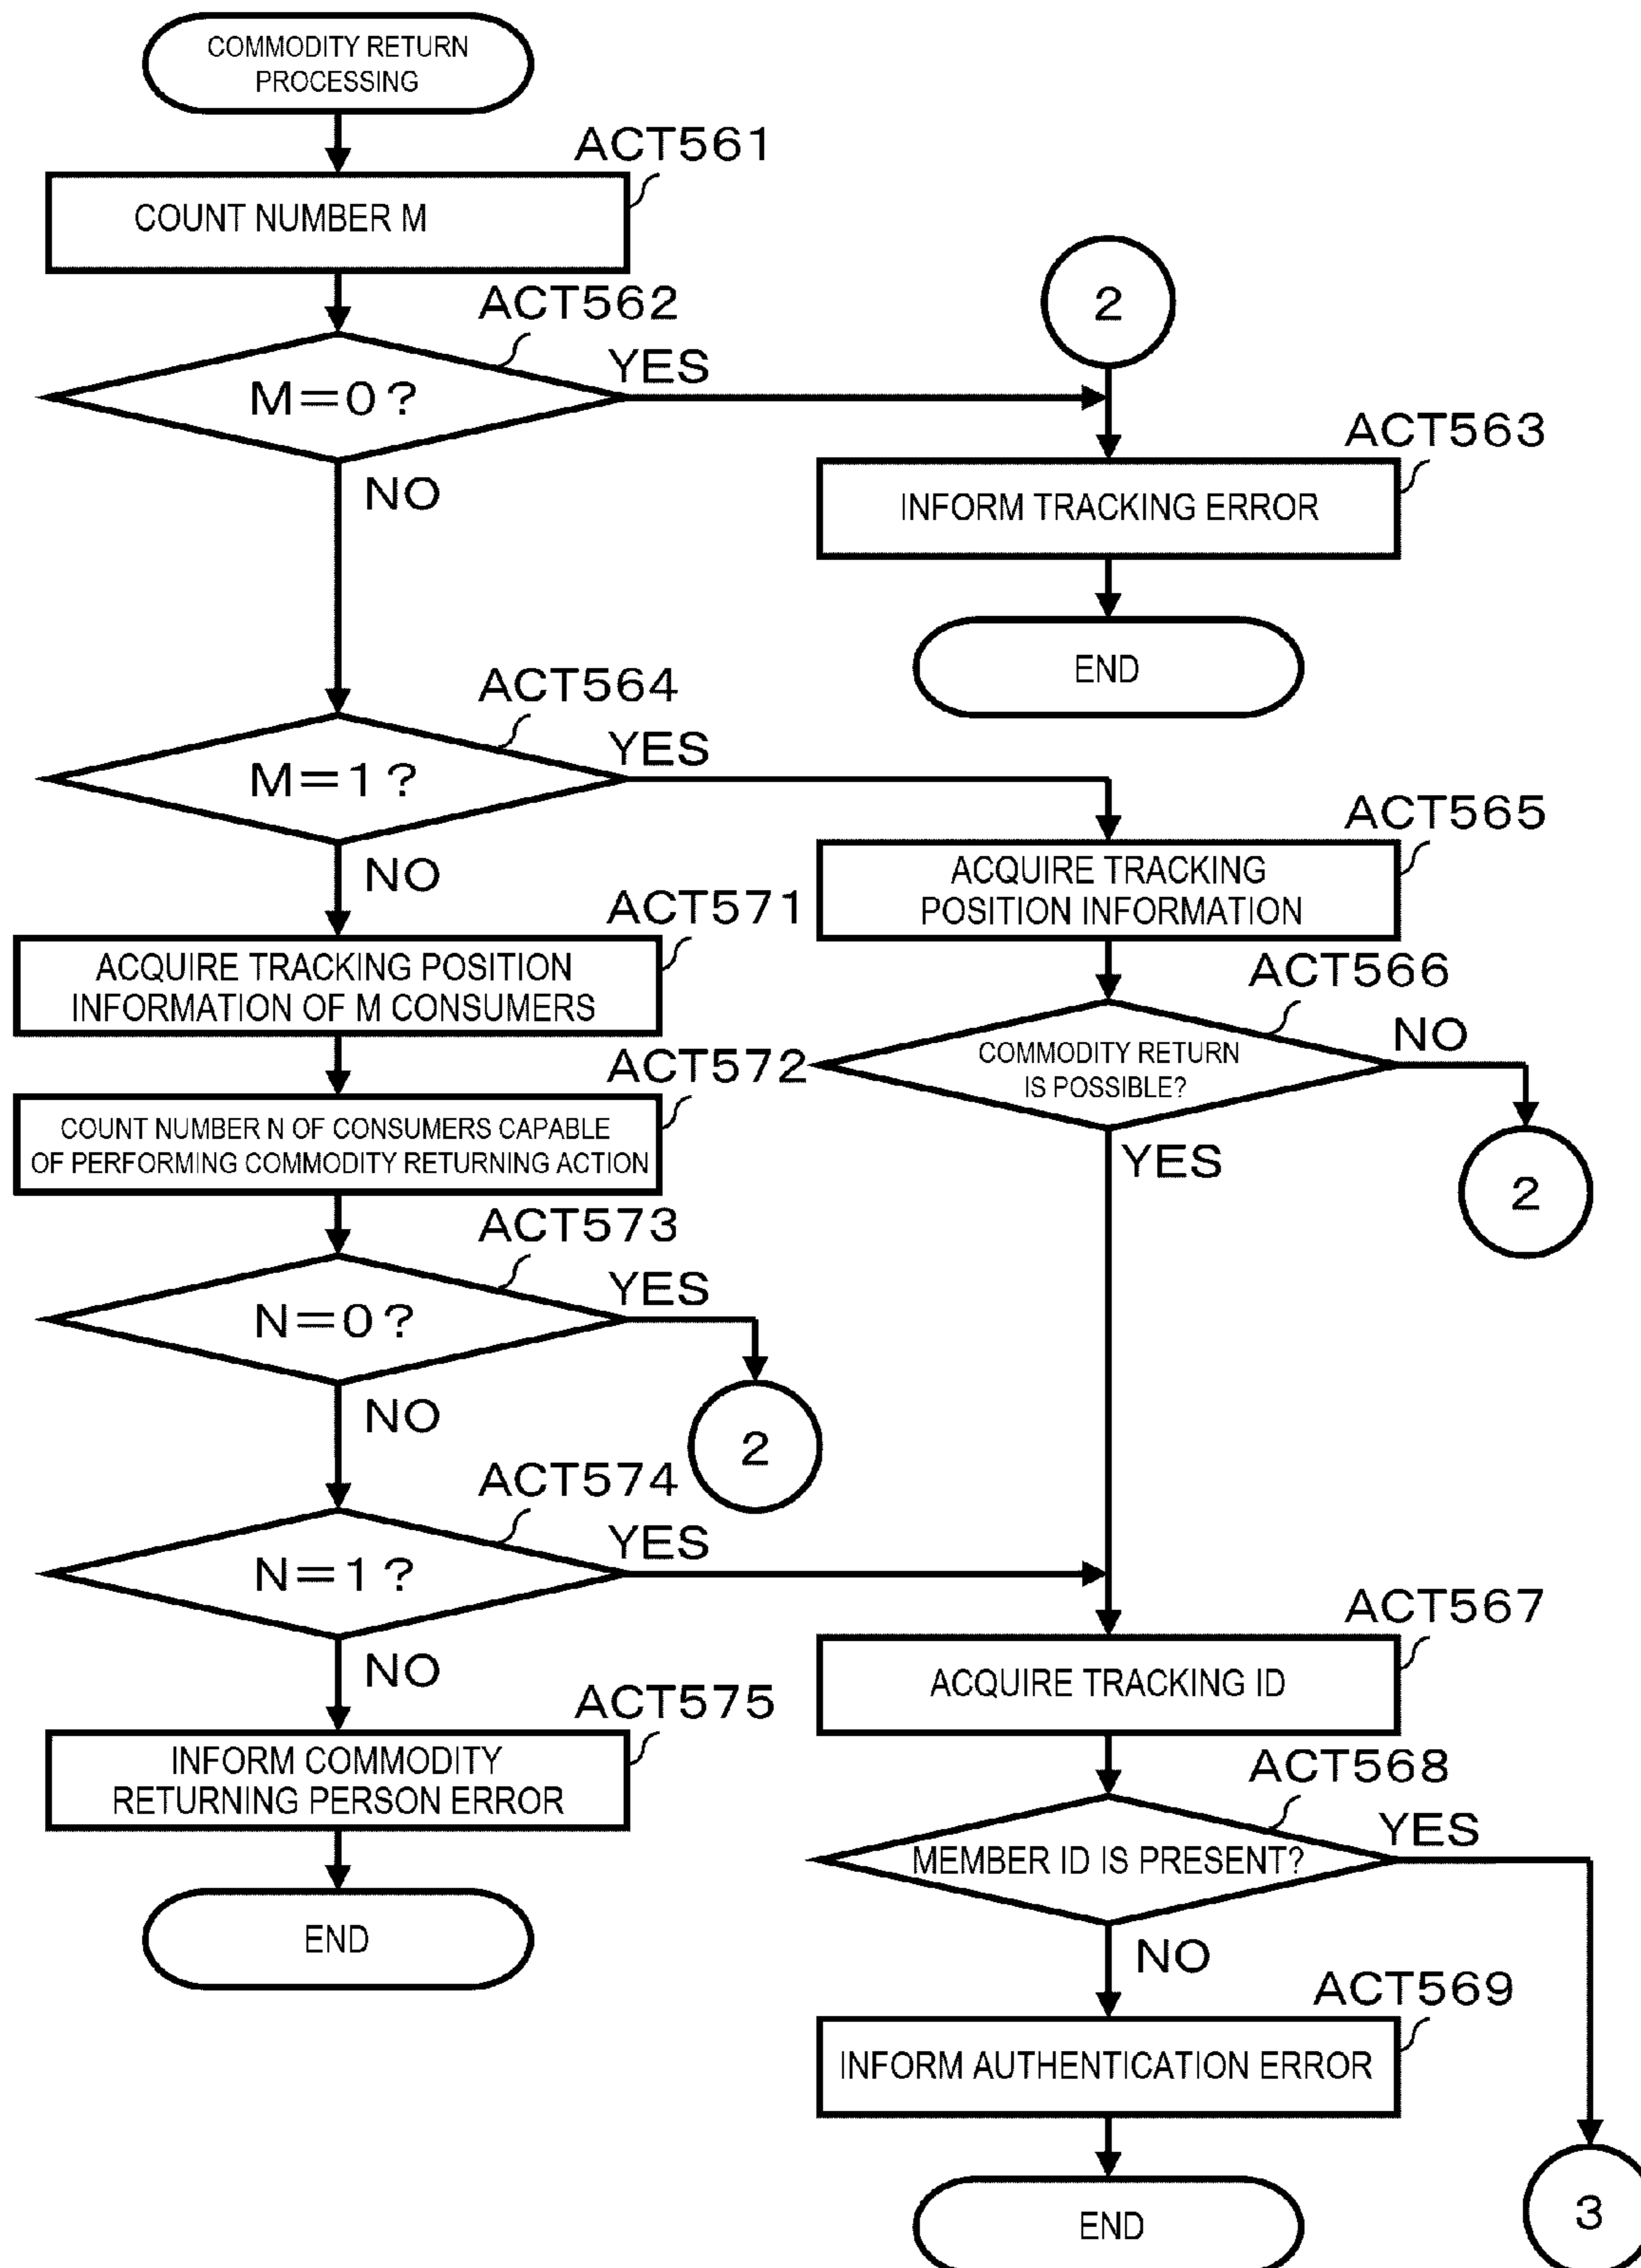 COMMODITY RETURN
PROCESSING
ACT561
COUNT NUMBER M
ACT562
M=0?
YES
NO
2
ACT563
INFORM TRACKING ERROR
END
ACT564
M=1?
YES
NO
ACT565
ACQUIRE TRACKING
POSITION INFORMATION
ACT566
COMMODITY RETURN
IS POSSIBLE?
NO
2
YES
ACT571
ACQUIRE TRACKING POSITION
INFORMATION OF M CONSUMERS
ACT572
COUNT NUMBER N OF CONSUMERS CAPABLE
OF PERFORMING COMMODITY RETURNING ACTION
ACT573
N=0?
YES
2
NO
ACT574
N=1?
YES
NO
ACT575
INFORM COMMODITY
RETURNING PERSON ERROR
END
ACT567
ACQUIRE TRACKING ID
ACT568
MEMBER ID IS PRESENT?
YES
NO
ACT569
INFORM AUTHENTICATION ERROR
END
3